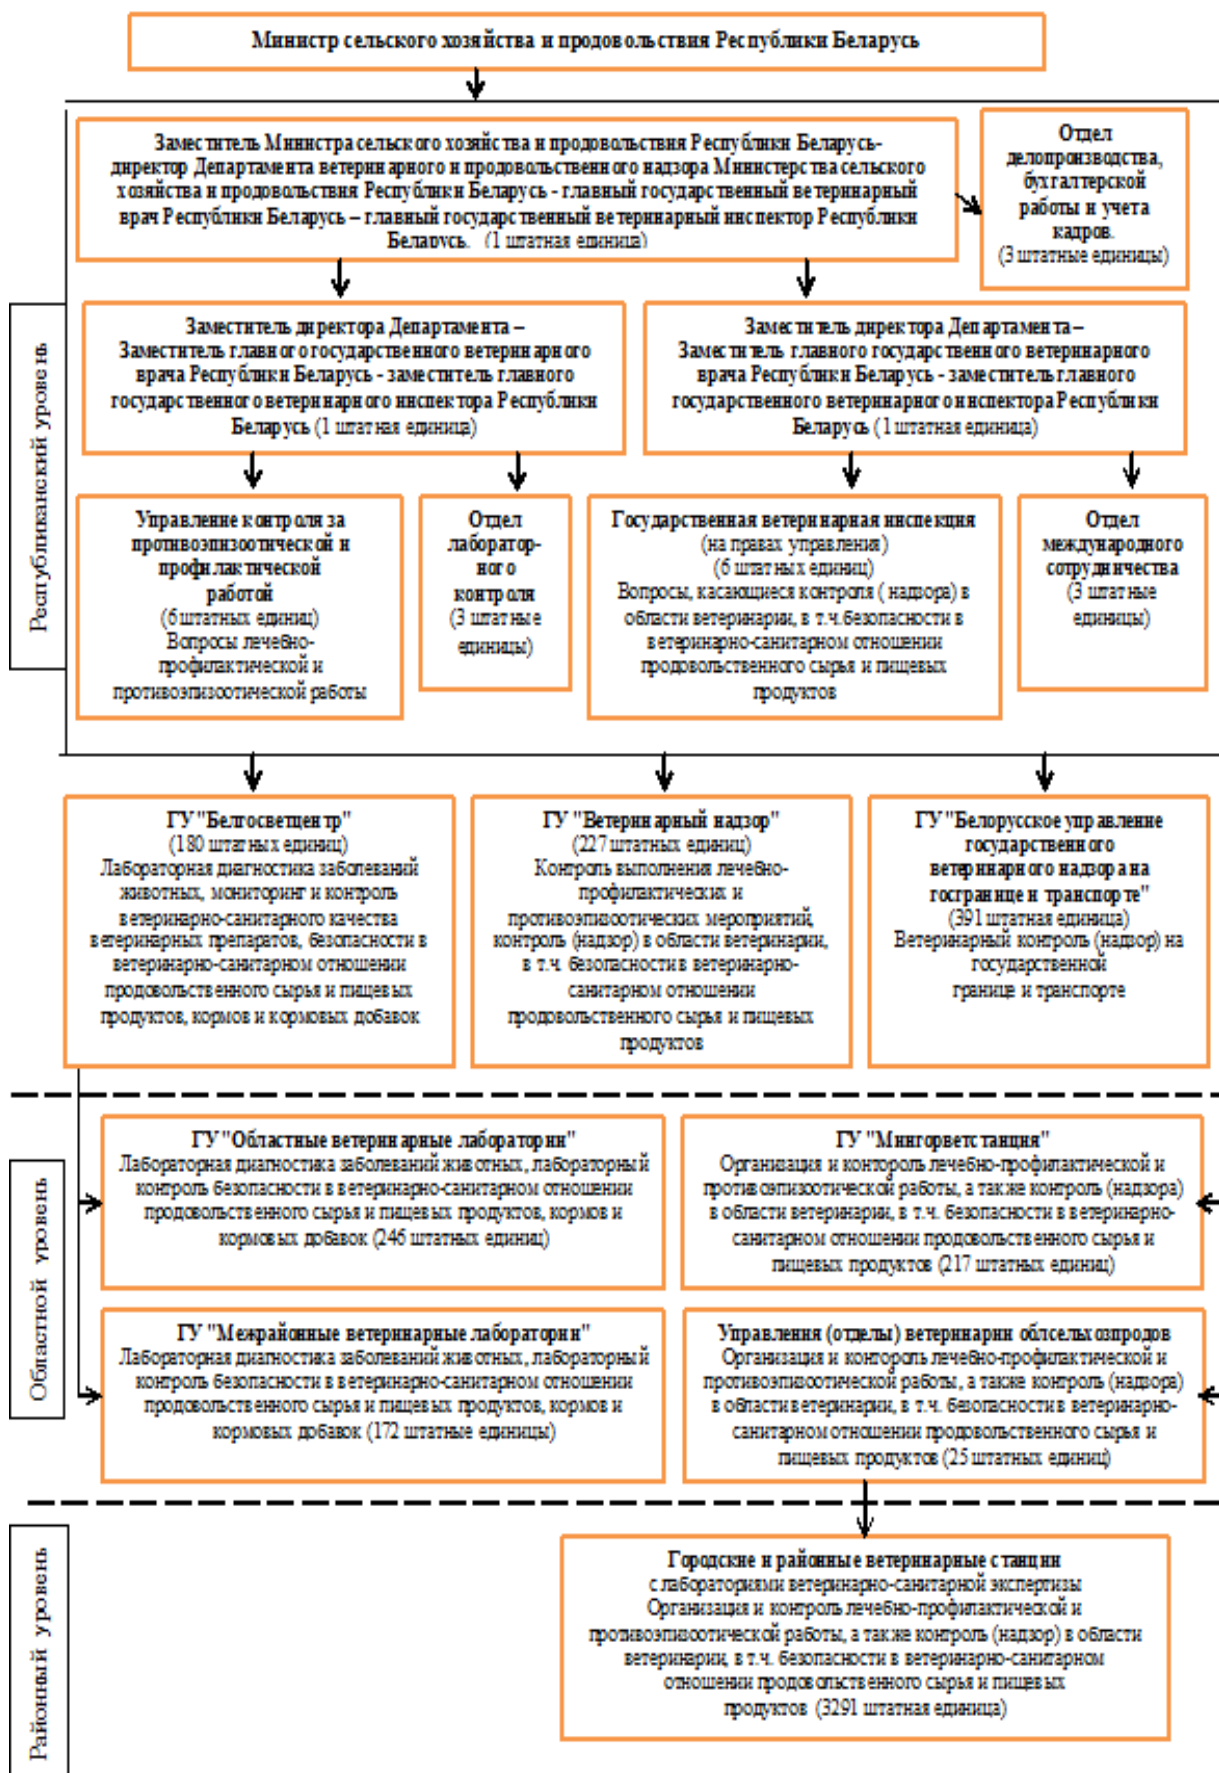 Министр сельского хозяйства и продовольствия Республики Беларусь
Заместитель Министра сельского хозяйства и продовольствия Республики Беларусь-
директор Департамента ветеринарного и продовольственного надзора Министерства сельского
хозяйства и продовольствия Республики Беларусь - главный государственный ветеринарный
врач Республики Беларусь – главный государственный ветеринарный инспектор Республики
Беларусь. (1 штатная единица)
Отдел
делопроизводства,
бухгалтерской
работы и учета
кадров.
(3 штатные единицы)
Республиканский уровень
Заместитель директора Департамента –
Заместитель главного государственного ветеринарного
врача Республики Беларусь - заместитель главного
государственного ветеринарного инспектора Республики
Беларусь (1 штатная единица)
Заместитель директора Департамента –
Заместитель главного государственного ветеринарного
врача Республики Беларусь - заместитель главного
государственного ветеринарного инспектора Республики
Беларусь (1 штатная единица)
Управление контроля за
противоэпизоотической и
профилактической
работой
(6 штатных единиц)
Вопросы лечебно-
профилактической и
противоэпизоотической работы
Отдел
лаборатор-
ного
контроля
(3 штатные
единицы)
Государственная ветеринарная инспекция
(на правах управления)
(6 штатных единиц)
Вопросы, касающиеся контроля ( надзора) в
области ветеринарии, в т.ч.безопасности в
ветеринарно-санитарном отношении
продовольственного сырья и пищевых
продуктов
Отдел
международного
сотрудничества
(3 штатные
единицы)
ГУ "Белгосветцентр"
(180 штатных единиц)
Лабораторная диагностика заболеваний
животных, мониторинг и контроль
ветеринарно-санитарного качества
ветеринарных препаратов, безопасности в
ветеринарно-санитарном отношении
продовольственного сырья и пищевых
продуктов, кормов и кормовых добавок
ГУ "Ветеринарный надзор"
(227 штатных единиц)
Контроль выполнения лечебно-
профилактических и
противоэпизоотических мероприятий,
контроль (надзор) в области ветеринарии,
в т.ч. безопасности в ветеринарно-
санитарном отношении
продовольственного сырья и пищевых
продуктов
ГУ "Белорусское управление
государственного
ветеринарного надзора на
госгранице и транспорте"
(391 штатная единица)
Ветеринарный контроль (надзор) на
государственной
границе и транспорте
Областной уровень
ГУ "Областные ветеринарные лаборатории"
Лабораторная диагностика заболеваний животных, лабораторный
контроль безопасности в ветеринарно-санитарном отношении
продовольственного сырья и пищевых продуктов, кормов и
кормовых добавок (246 штатных единиц)
ГУ "Мингорветстанция"
Организация и контороль лечебно-профилактической и
противоэпизоотической работы, а также контроль (надзора)
в области ветеринарии, в т.ч. безопасности в ветеринарно-
санитарном отношении продовольственного сырья и
пищевых продуктов (217 штатных единиц)
ГУ "Межрайонные ветеринарные лаборатории"
Лабораторная диагностика заболеваний животных, лабораторный
контроль безопасности в ветеринарно-санитарном отношении
продовольственного сырья и пищевых продуктов, кормов и
кормовых добавок (172 штатные единицы)
Управления (отделы) ветеринарии облсельхозпродов
Организация и контороль лечебно-профилактической и
противоэпизоотической работы, а также контроль (надзора)
в области ветеринарии, в т.ч. безопасности в ветеринарно-
санитарном отношении продовольственного сырья и
пищевых продуктов (25 штатных единиц)
Районный уровень
Городские и районные ветеринарные станции
с лабораториями ветеринарно-санитарной экспертизы
Организация и контроль лечебно-профилактической и
противоэпизоотической работы, а также контроль (надзор) в области
ветеринарии, в т.ч. безопасности в ветеринарно-санитарном
отношении продовольственного сырья и пищевых
продуктов (3291 штатная единица)